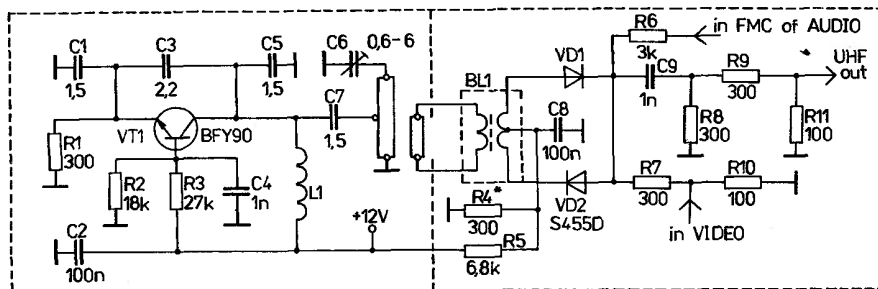 C1
1,5
C3
2,2
C5
1,5
C6
0,6-6
C7
1,5
R1
300
VT1
BFY90
R2
18k
R3
27k
C4
1n
L1
C2
100n
+12V
BL1
VD1
C8
100n
R4*
300
R5
6,8k
VD2
S455D
R6
3k
in FMC of AUDIO
C9
1n
R8
300
R9
300
UHF
out
R11
100
R7
300
R10
100
in VIDEO